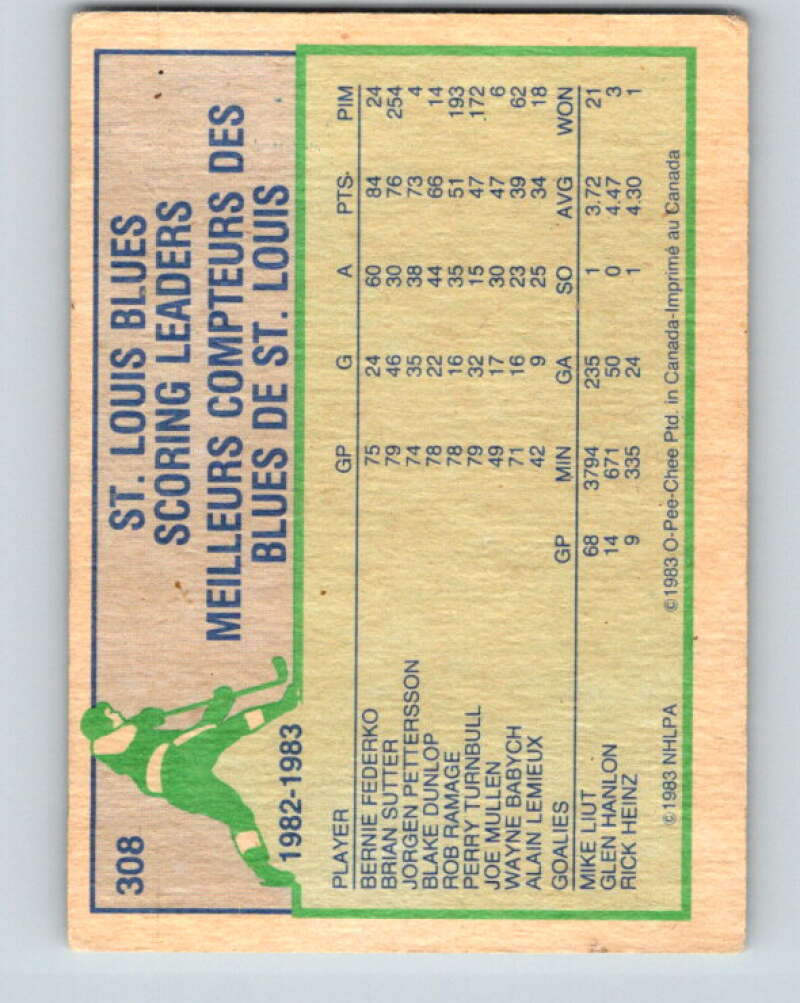 308
ST. LOUIS BLUES
SCORING LEADERS
MEILLEURS COMPTEURS DES
BLUES DE ST. LOUIS
1982-1983
PLAYER GP G A PTS. PIM
BERNIE FEDERKO 75 24 60 84 24
BRIAN SUTTER 79 46 30 76 254
JORGEN PETTERSSON 74 35 38 73 4
BLAKE DUNLOP 78 22 44 66 14
ROB RAMAGE 78 16 35 51 193
PERRY TURNBULL 79 32 15 47 172
JOE MULLEN 49 17 30 47 6
WAYNE BABYCH 71 16 23 39 62
ALAIN LEMIEUX 42 9 25 34 18
GOALIES GP MIN GA SO AVG WON
MIKE LIUT 68 3794 235 1 3.72 21
GLEN HANLON 14 671 50 0 4.47 3
RICK HEINZ 9 335 24 1 4.30 1
©1983 NHLPA ©1983 O-Pee-Chee Ptd. in Canada-Imprimé au Canada